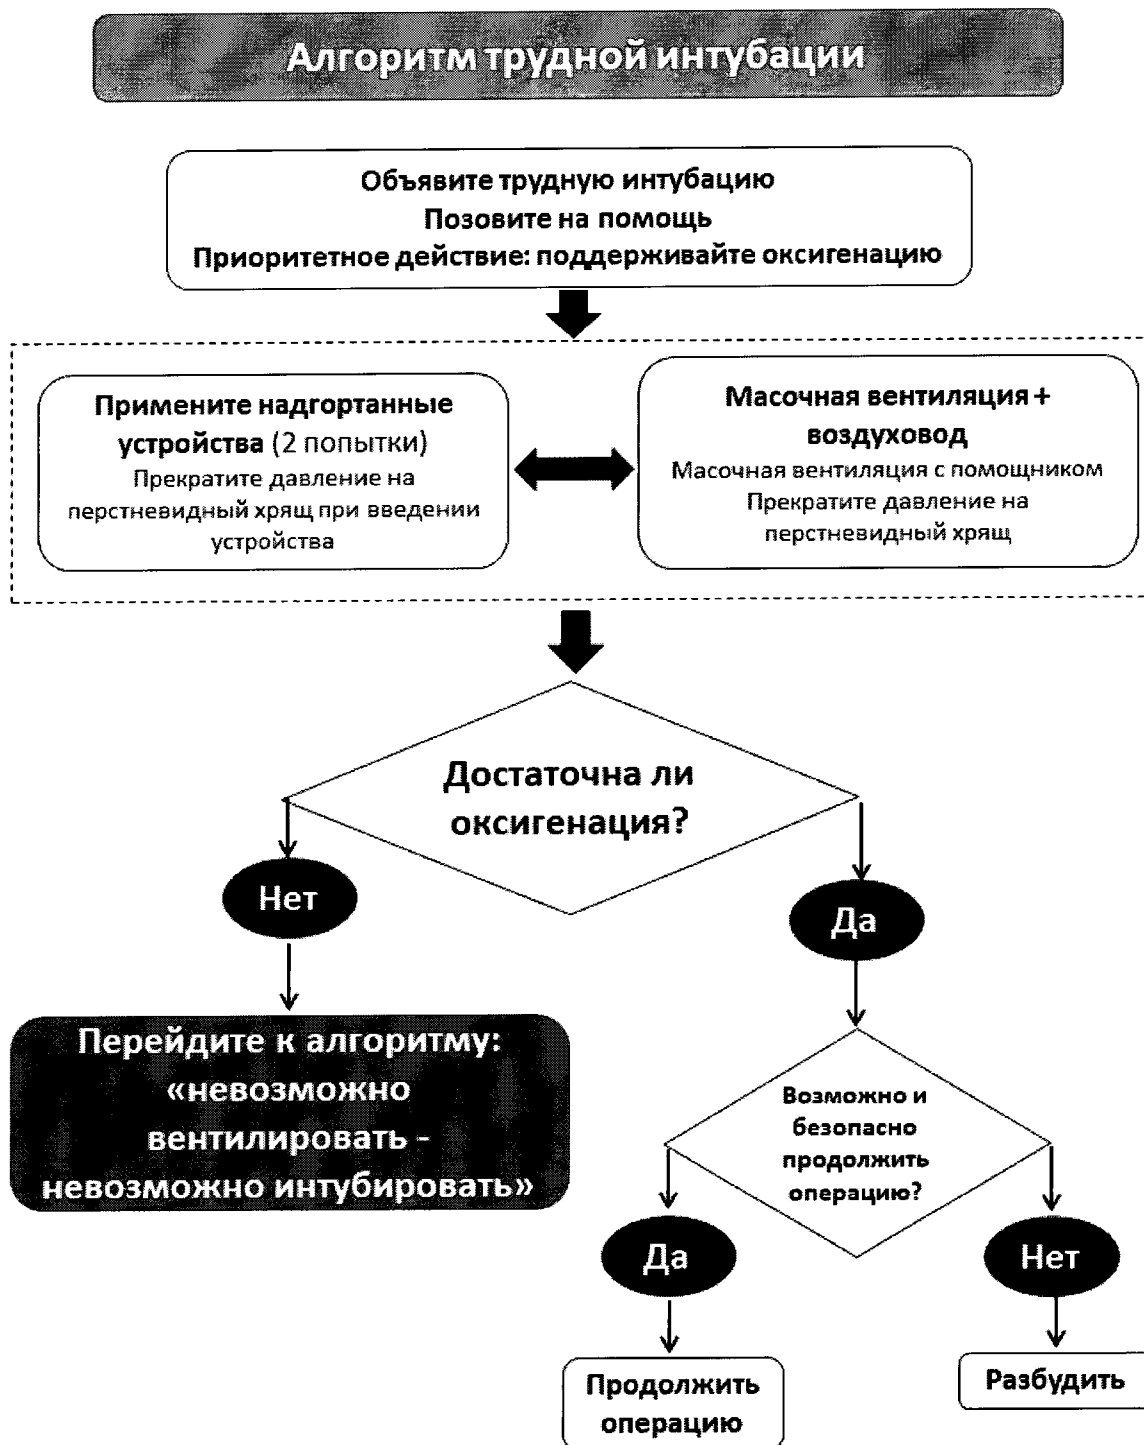 Алгоритм трудной интубации
Объявите трудную интубацию
Позовите на помощь
Приоритетное действие: поддерживайте оксигенацию
Примените надгортанные
устройства (2 попытки)
Прекратите давление на
перстневидный хрящ при введении
устройства
Масочная вентиляция +
воздуховод
Масочная вентиляция с помощником
Прекратите давление на
перстневидный хрящ
Достаточна ли
оксигенация?
Нет
Да
Перейдите к алгоритму:
«невозможно
вентилировать -
невозможно интубировать»
Возможно и
безопасно
продолжить
операцию?
Да
Нет
Продолжить
операцию
Разбудить